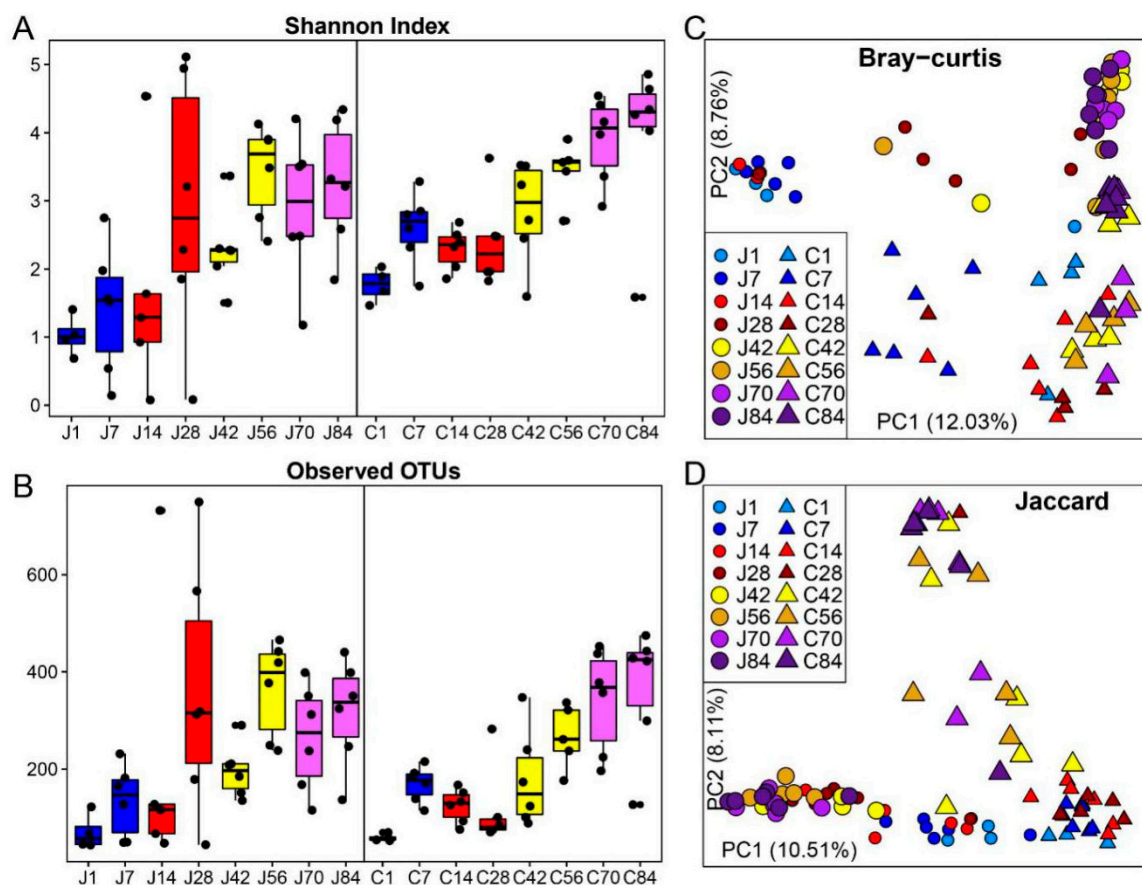 A
Shannon Index
5
4
3
2
1
0
J1 J7 J14 J28 J42 J56 J70 J84 C1 C7 C14 C28 C42 C56 C70 C84
B
Observed OTUs
600
400
200
J1 J7 J14 J28 J42 J56 J70 J84 C1 C7 C14 C28 C42 C56 C70 C84
C
Bray−curtis
PC2 (8.76%)
J1 C1
J7 C7
J14 C14
J28 C28
J42 C42
J56 C56
J70 C70
J84 C84
PC1 (12.03%)
D
Jaccard
J1 C1
J7 C7
J14 C14
J28 C28
J42 C42
J56 C56
J70 C70
J84 C84
PC2 (8.11%)
PC1 (10.51%)